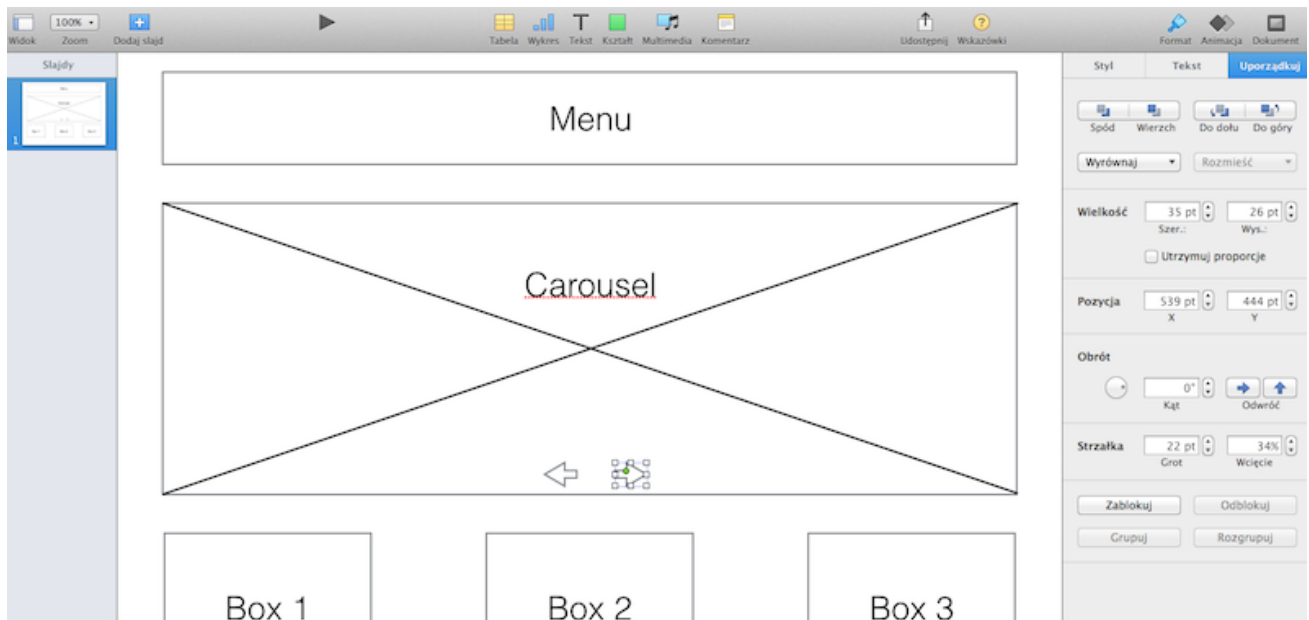 100%
Widok Zoom Dodaj slajd Tabela Wykres Tekst Kształt Multimedia Komentarz Udostępnij Wskazówki Format Animacja Dokument
Slajdy
1
Menu
Carousel
Box 1 Box 2 Box 3
Styl Tekst Uporządkuj
Spód Wierzch Do dołu Do góry
Wyrównaj Rozmieść
Wielkość 35 pt 26 pt
Szer.: Wys.:
Utrzymuj proporcje
Pozycja 539 pt 444 pt
X Y
Obrót
0°
Kąt Odwróć
Strzałka 22 pt 34%
Grot Wcięcie
Zablokuj Odblokuj
Grupuj Rozgrupuj